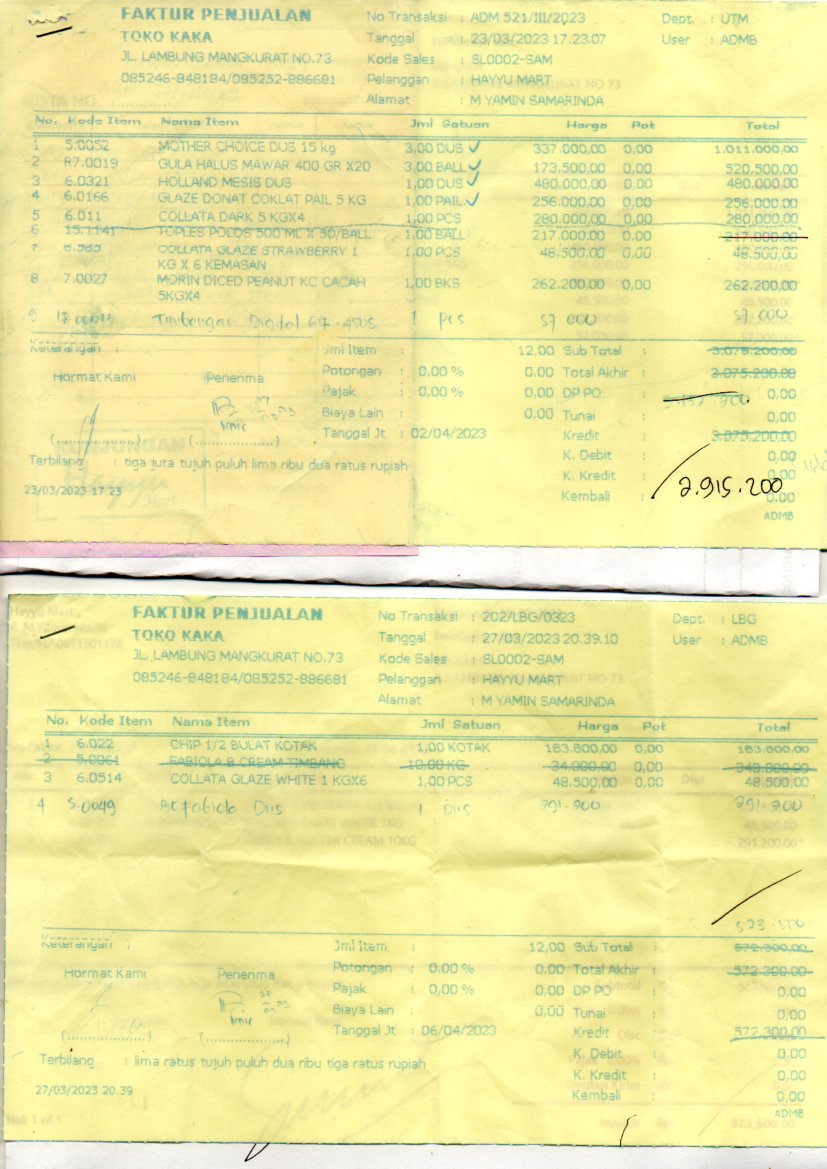 FAKTUR PENJUALAN
TOKO KAKA
JL. LAMBUNG MANGKURAT NO.73
085246-848184/085252-886681
No Transaksi : ADM 521/III/2023 Dept. : UTM
Tanggal : 23/03/2023 17.23.07 User : ADMB
Kode Sales : SL0002-SAM
Pelanggan : HAYYU MART
Alamat : M YAMIN SAMARINDA
No. Kode Item Nama Item Jml Satuan Harga Pot Total
1 5.0052 MOTHER CHOICE DUS 15 kg 3,00 DUS 337.000,00 0,00 1.011.000,00
2 R7.0019 GULA HALUS MAWAR 400 GR X20 3,00 BALL 173.500,00 0,00 520.500,00
3 6.0321 HOLLAND MESIS DUS 1,00 DUS 480.000,00 0,00 480.000,00
4 6.0166 GLAZE DONAT COKLAT PAIL 5 KG 1,00 PAIL 256.000,00 0,00 256.000,00
5 6.011 COLLATA DARK 5 KGX4 1,00 PCS 280.000,00 0,00 280.000,00
6 15.1141 TOPLES POLOS 500 ML X 50/BALL 1,00 BALL 217.000,00 0,00 217.000,00
7 6.565 COLLATA GLAZE STRAWBERRY 1 KG X 6 KEMASAN 1,00 PCS 48.500,00 0,00 48.500,00
8 7.0027 MORIN DICED PEANUT KC CACAH 5KGX4 1,00 BKS 262.200,00 0,00 262.200,00
9 Timbangan Digital 1 pcs 57 000 57 000
Keterangan : Jml Item : 12,00 Sub Total : 3.075.200,00
Hormat Kami Penerima Potongan : 0,00 % 0.00 Total Akhir : 3.075.200,00
Pajak : 0,00 % 0,00 DP PO 0,00
Biaya Lain : 0,00 Tunai : 0,00
(..................) (..................) Tanggal Jt : 02/04/2023 Kredit : 3.075.200,00
K. Debit : 0.00
Terbilang : tiga juta tujuh puluh lima ribu dua ratus rupiah
K. Kredit : 0.00
23/03/2023 17 23 Kembali : 0.00
2.915.200
ADMB
FAKTUR PENJUALAN
TOKO KAKA
JL. LAMBUNG MANGKURAT NO.73
085246-848184/085252-886681
No Transaksi : 202/LBG/0323 Dept. : LBG
Tanggal : 27/03/2023 20.39.10 User : ADMB
Kode Sales : SL0002-SAM
Pelanggan : HAYYU MART
Alamat : M YAMIN SAMARINDA
No. Kode Item Nama Item Jml Satuan Harga Pot Total
1 6.022 CHIP 1/2 BULAT KOTAK 1,00 KOTAK 183.800,00 0,00 183.800,00
2 5.0061 FABIOLA B CREAM TIMBANG 10,00 KG 34.000,00 0,00 340.000,00
3 6.0514 COLLATA GLAZE WHITE 1 KGX6 1,00 PCS 48.500,00 0,00 48.500,00
4 5.0049 Bc fabiola Dus 1 Dus 291.200 291.200
523.500
Keterangan : Jml Item : 12,00 Sub Total : 572.300,00
Hormat Kami Penerima Potongan : 0,00 % 0.00 Total Akhir : 572.300,00
Pajak : 0,00 % 0,00 DP PO 0,00
Biaya Lain : 0,00 Tunai : 0,00
(..................) (..................) Tanggal Jt : 06/04/2023 Kredit : 572.300,00
K. Debit : 0.00
Terbilang : lima ratus tujuh puluh dua ribu tiga ratus rupiah
K. Kredit : 0,00
27/03/2023 20.39 Kembali : 0,00
ADMB